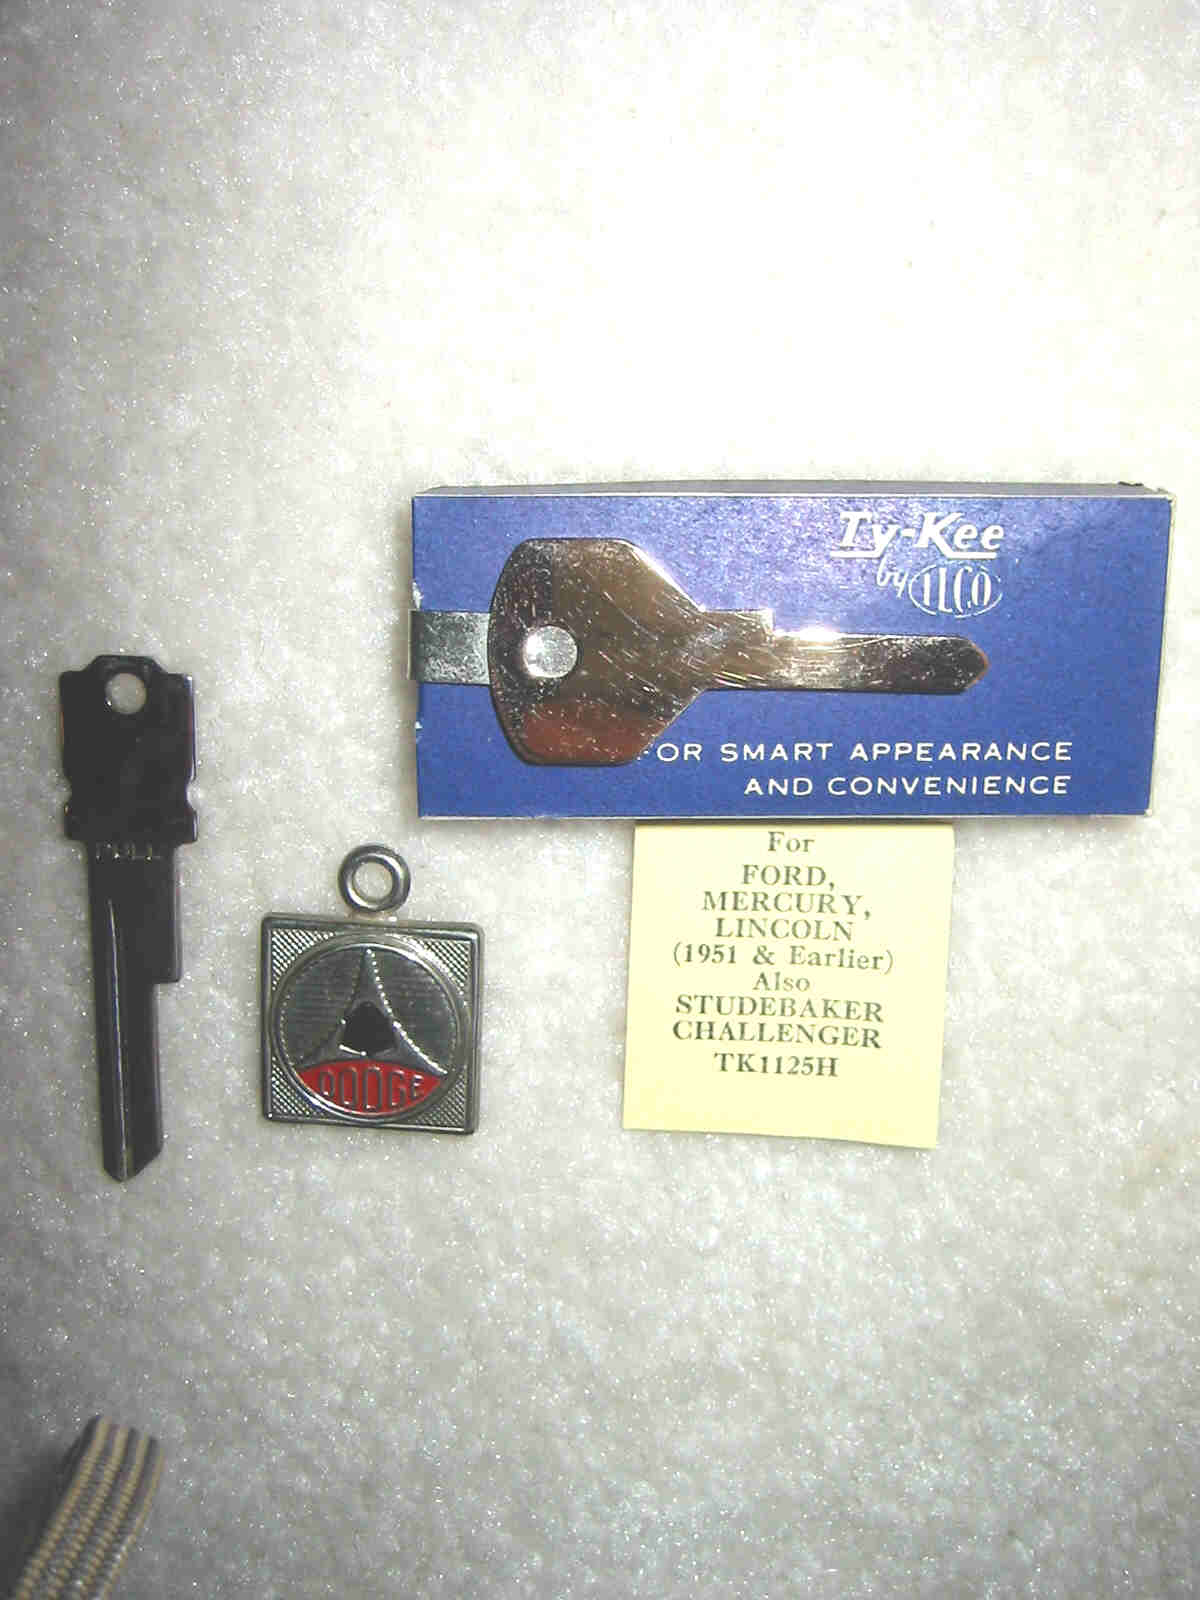 Ty-Kee
by ILCO
FOR SMART APPEARANCE
AND CONVENIENCE
For
FORD,
MERCURY,
LINCOLN
(1951 & Earlier)
Also
STUDEBAKER
CHALLENGER
TK1125H
DODGE